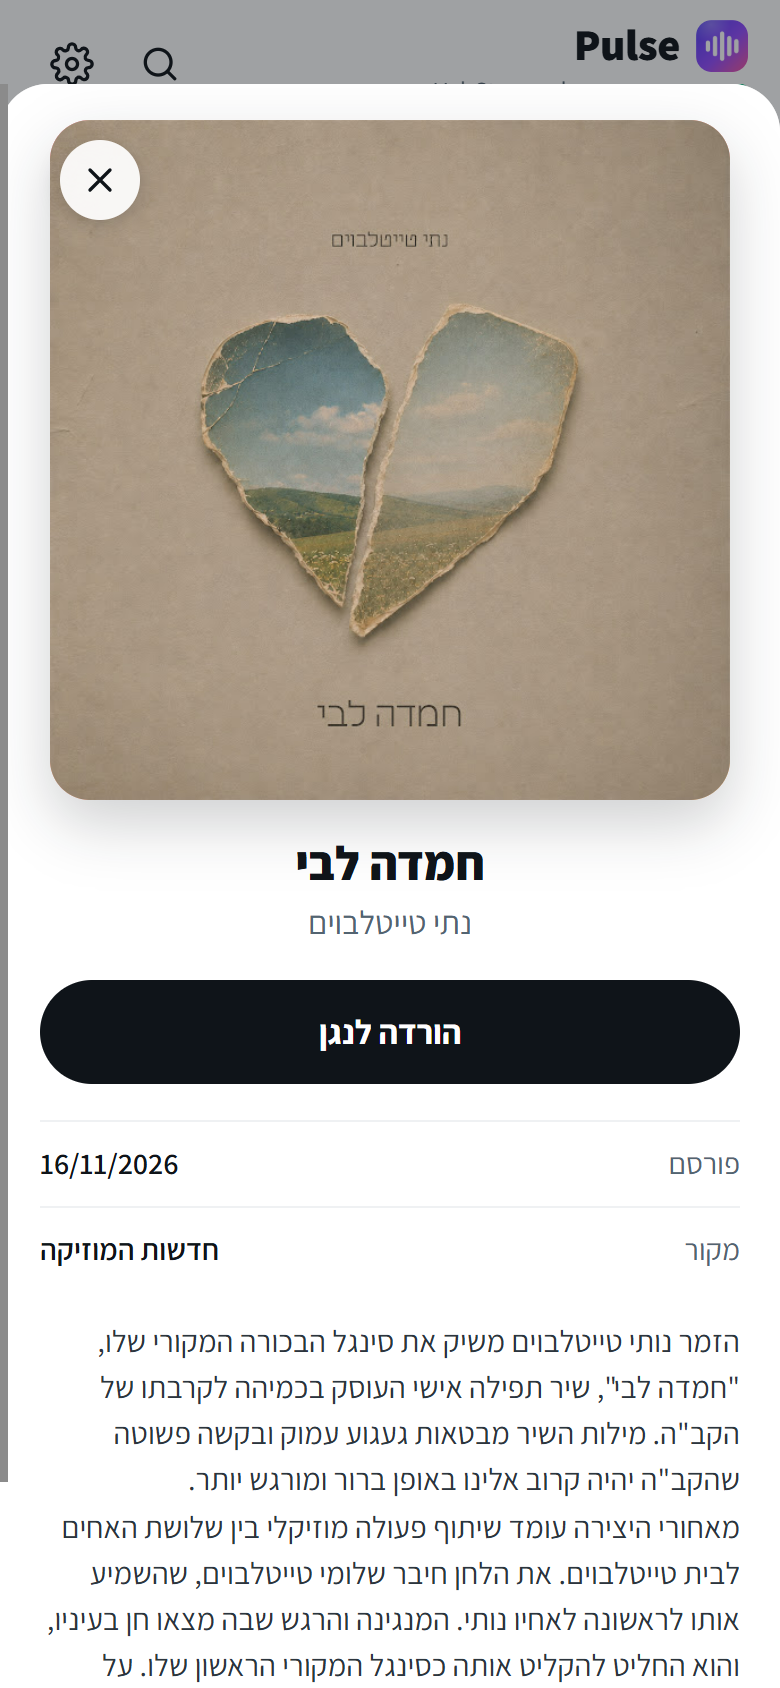 Pulse
נתי טייטלבוים
חמדה לבי
חמדה לבי
נתי טייטלבוים
הורדה לנגן
פורסם 16/11/2026
מקור חדשות המוזיקה
הזמר נותי טייטלבוים משיק את סינגל הבכורה המקורי שלו,
"חמדה לבי", שיר תפילה אישי העוסק בכמיהה לקרבתו של
הקב"ה. מילות השיר מבטאות געגוע עמוק ובקשה פשוטה
שהקב"ה יהיה קרוב אלינו באופן ברור ומורגש יותר.
מאחורי היצירה עומד שיתוף פעולה מוזיקלי בין שלושת האחים
לבית טייטלבוים. את הלחן חיבר שלומי טייטלבוים, שהשמיע
אותו לראשונה לאחיו נותי. המנגינה והרגש שבה מצאו חן בעיניו,
והוא החליט להקליט אותה כסינגל המקורי הראשון שלו. על